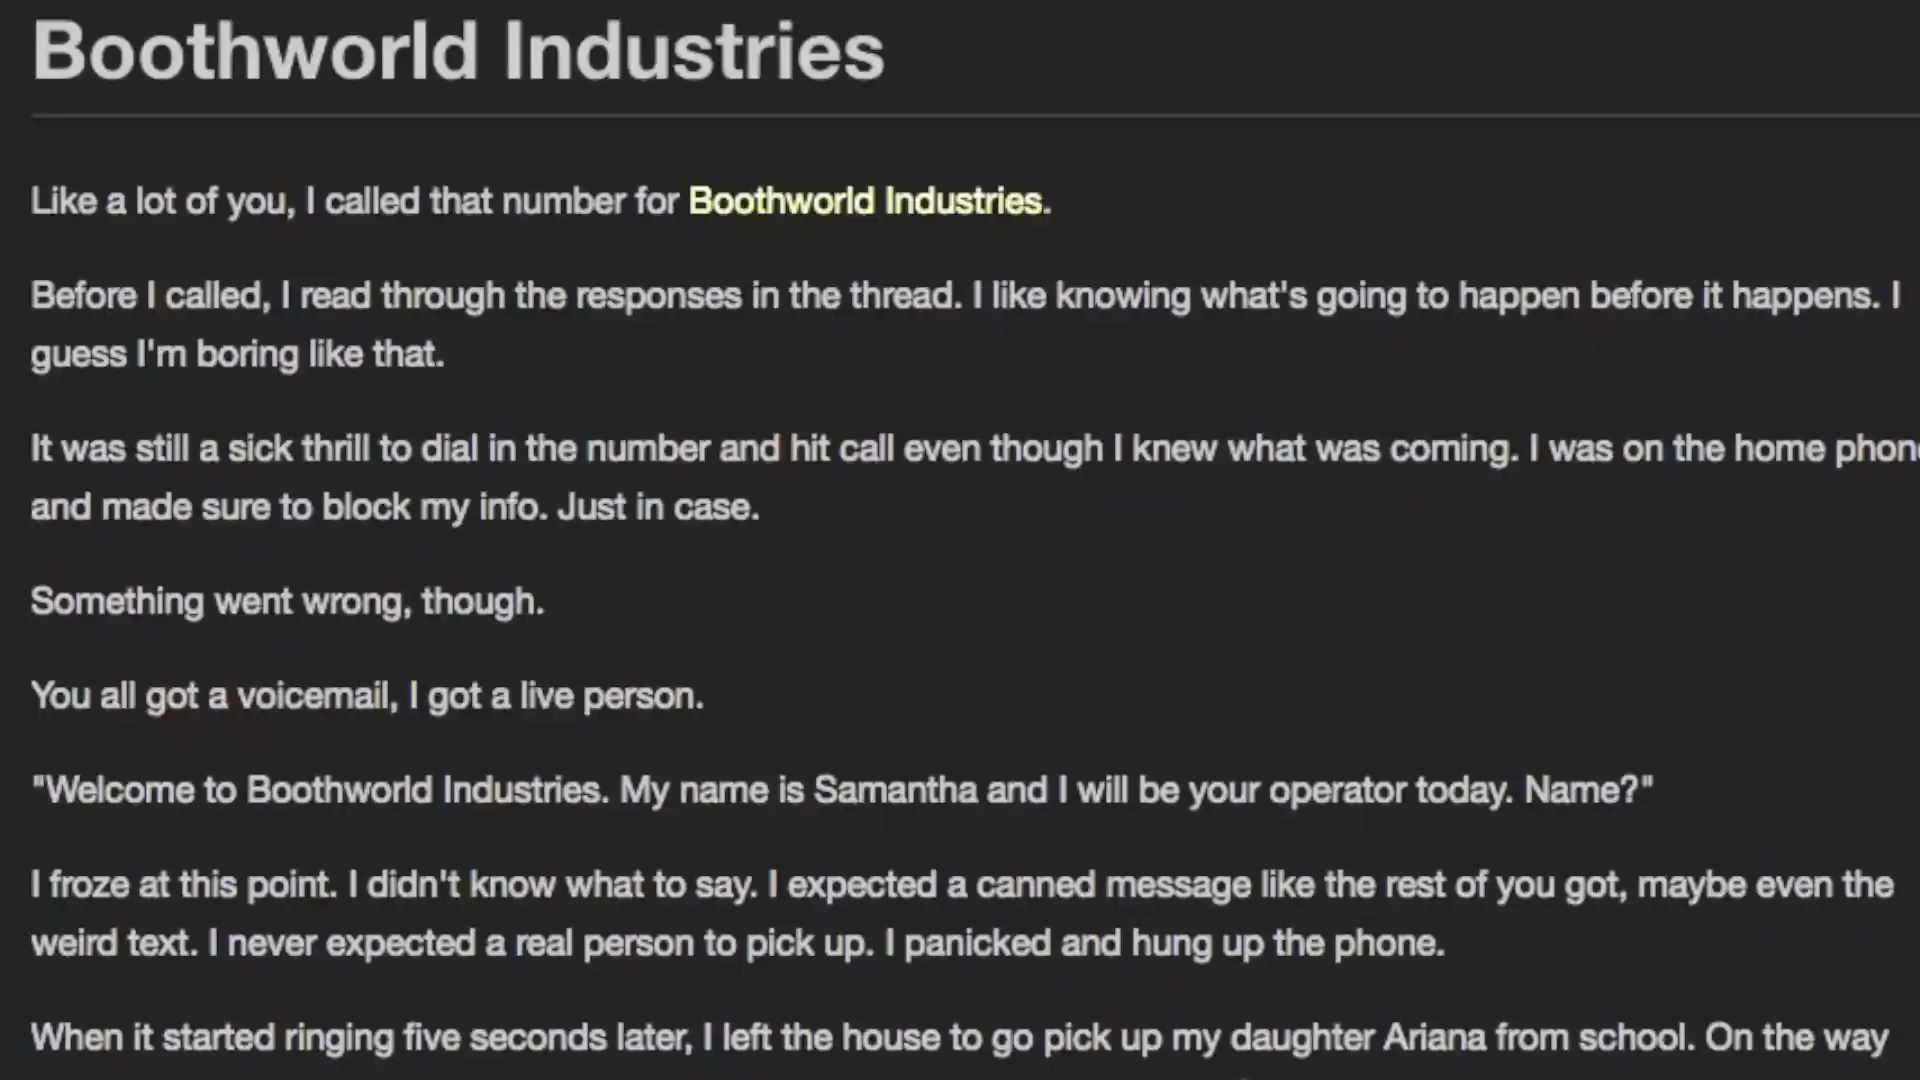 Boothworld Industries
Like a lot of you, I called that number for Boothworld Industries.
Before I called, I read through the responses in the thread. I like knowing what's going to happen before it happens. I
guess I'm boring like that.
It was still a sick thrill to dial in the number and hit call even though I knew what was coming. I was on the home phon
and made sure to block my info. Just in case.
Something went wrong, though.
You all got a voicemail, I got a live person.
"Welcome to Boothworld Industries. My name is Samantha and I will be your operator today. Name?"
I froze at this point. I didn't know what to say. I expected a canned message like the rest of you got, maybe even the
weird text. I never expected a real person to pick up. I panicked and hung up the phone.
When it started ringing five seconds later, I left the house to go pick up my daughter Ariana from school. On the way